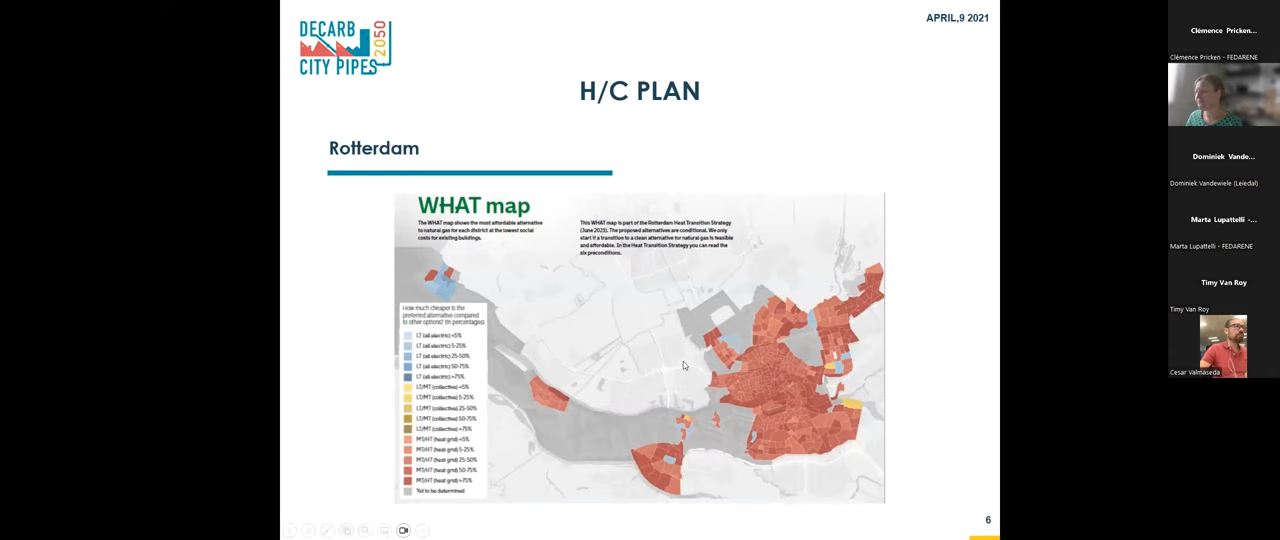 DECARB
CITY PIPES
2050
APRIL,9 2021
H/C PLAN
Rotterdam
WHAT map
The WHAT map shows the most affordable alternative
to natural gas for each district at the lowest social
costs for existing buildings.
This WHAT map is part of the Rotterdam Heat Transition Strategy
(June 2021). The proposed alternatives are conditional. We only
start if a transition to a clean alternative for natural gas is feasible
and affordable. In the Heat Transition Strategy you can read the
six preconditions.
How much cheaper is the
preferred alternative compared
to other options? (in percentages)
LT (all electric) <5%
LT (all electric) 5-25%
LT (all electric) 25-50%
LT (all electric) 50-75%
LT (all electric) >75%
LT/MT (collective) <5%
LT/MT (collective) 5-25%
LT/MT (collective) 25-50%
LT/MT (collective) 50-75%
LT/MT (collective) >75%
MT/HT (heat grid) <5%
MT/HT (heat grid) 5-25%
MT/HT (heat grid) 25-50%
MT/HT (heat grid) 50-75%
MT/HT (heat grid) >75%
Yet to be determined
6
Clémence Pricken...
Clémence Pricken - FEDARENE
Dominiek Vande...
Dominiek Vandewiele (Leiedal)
Marta Lupattelli -...
Marta Lupattelli - FEDARENE
Timy Van Roy
Timy Van Roy
Cesar Valmaseda